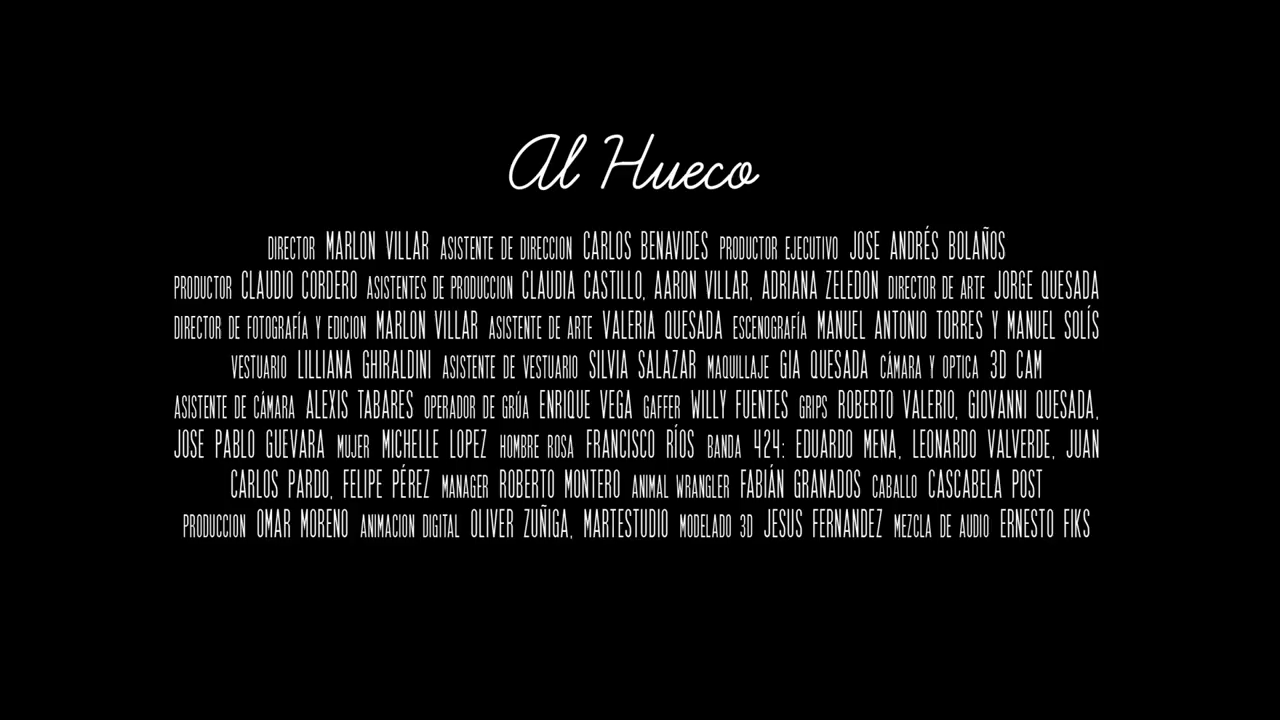 Al Hueco
DIRECTOR MARLON VILLAR ASISTENTE DE DIRECCION CARLOS BENAVIDES PRODUCTOR EJECUTIVO JOSE ANDRÉS BOLAÑOS
PRODUCTOR CLAUDIO CORDERO ASISTENTES DE PRODUCCION CLAUDIA CASTILLO, AARON VILLAR, ADRIANA ZELEDON DIRECTOR DE ARTE JORGE QUESADA
DIRECTOR DE FOTOGRAFÍA Y EDICION MARLON VILLAR ASISTENTE DE ARTE VALERIA QUESADA ESCENOGRAFÍA MANUEL ANTONIO TORRES Y MANUEL SOLÍS
VESTUARIO LILLIANA GHIRALDINI ASISTENTE DE VESTUARIO SILVIA SALAZAR MAQUILLAJE GIA QUESADA CÁMARA Y OPTICA 3D CAM
ASISTENTE DE CÁMARA ALEXIS TABARES OPERADOR DE GRÚA ENRIQUE VEGA GAFFER WILLY FUENTES GRIPS ROBERTO VALERIO, GIOVANNI QUESADA,
JOSE PABLO GUEVARA MUJER MICHELLE LOPEZ HOMBRE ROSA FRANCISCO RÍOS BANDA 424: EDUARDO MENA, LEONARDO VALVERDE, JUAN
CARLOS PARDO, FELIPE PÉREZ MANAGER ROBERTO MONTERO ANIMAL WRANGLER FABIÁN GRANADOS CABALLO CASCABELA POST
PRODUCCION OMAR MORENO ANIMACION DIGITAL OLIVER ZUÑIGA, MARTESTUDIO MODELADO 3D JESUS FERNANDEZ MEZCLA DE AUDIO ERNESTO FIKS